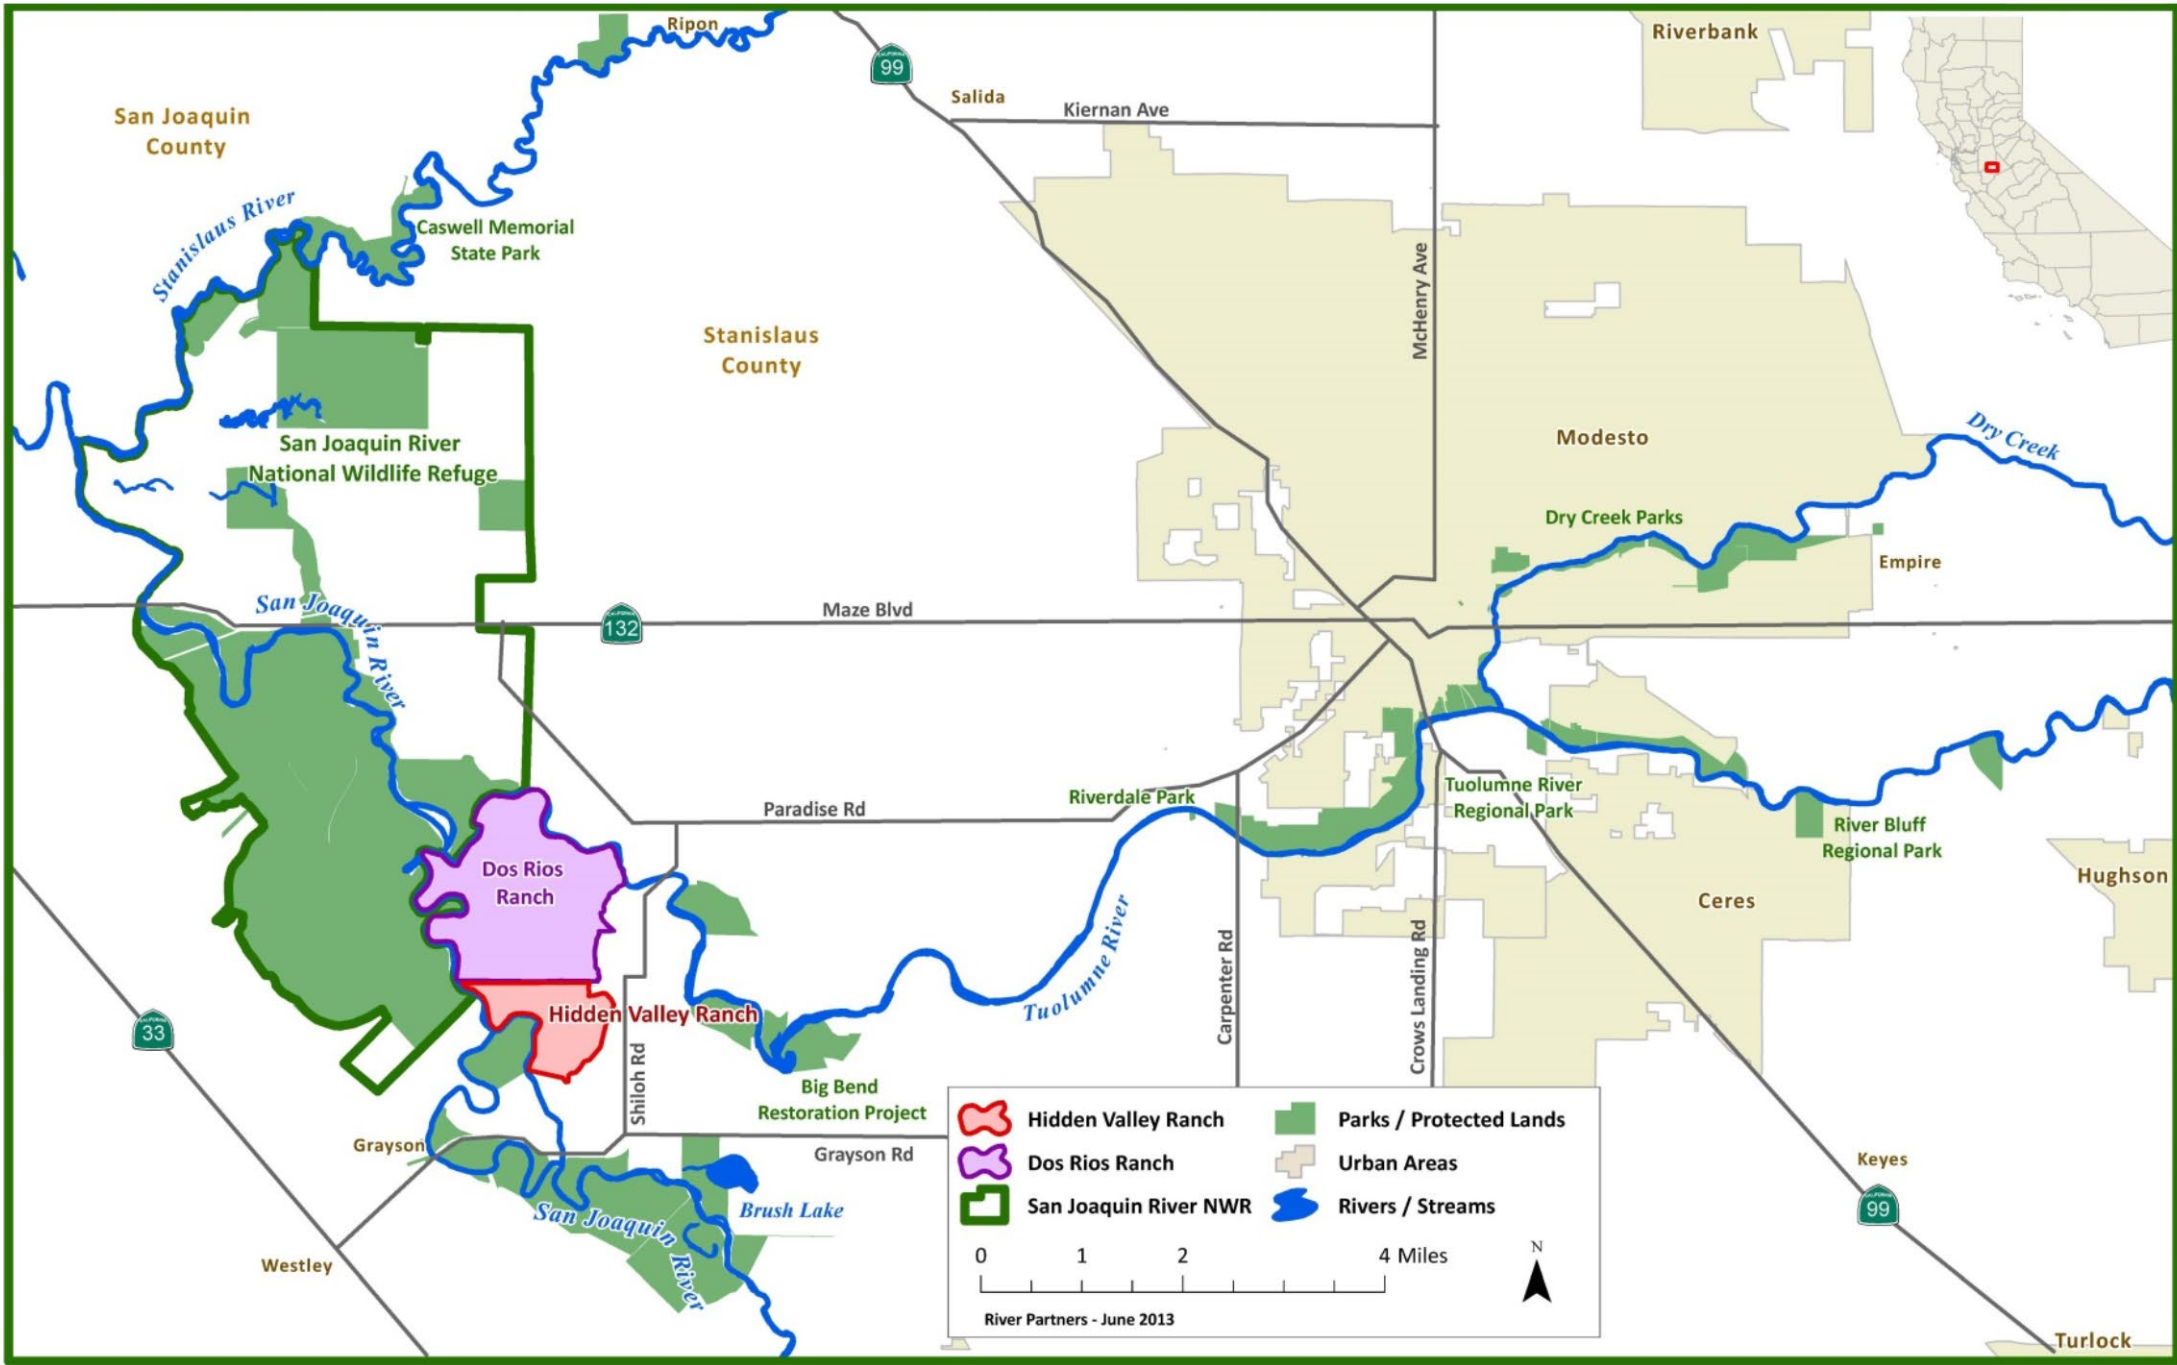 Ripon
Riverbank
CALIFORNIA
99
Salida
Kiernan Ave
San Joaquin
County
Stanislaus River
Caswell Memorial
State Park
McHenry Ave
Stanislaus
County
San Joaquin River
National Wildlife Refuge
Modesto
Dry Creek
Dry Creek Parks
Empire
San Joaquin River
CALIFORNIA
132
Maze Blvd
Paradise Rd
Riverdale Park
Tuolumne River
Regional Park
River Bluff
Regional Park
Hughson
Dos Rios
Ranch
Ceres
Tuolumne River
Carpenter Rd
Crows Landing Rd
CALIFORNIA
33
Hidden Valley Ranch
Shiloh Rd
Big Bend
Restoration Project
Grayson
Grayson Rd
San Joaquin River
Brush Lake
Westley
Keyes
CALIFORNIA
99
Turlock
Hidden Valley Ranch
Dos Rios Ranch
San Joaquin River NWR
Parks / Protected Lands
Urban Areas
Rivers / Streams
0 1 2 4 Miles
N
River Partners - June 2013